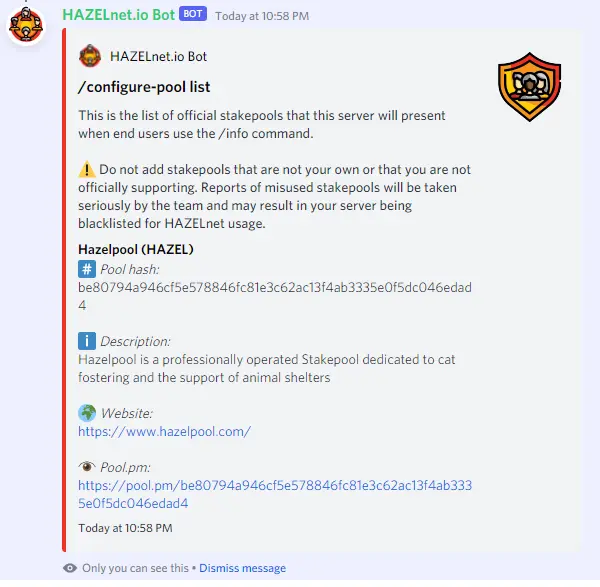 HAZELnet.io Bot BOT Today at 10:58 PM
HAZELnet.io Bot
/configure-pool list
This is the list of official stakepools that this server will present
when end users use the /info command.
⚠️ Do not add stakepools that are not your own or that you are not
officially supporting. Reports of misused stakepools will be taken
seriously by the team and may result in your server being
blacklisted for HAZELnet usage.
Hazelpool (HAZEL)
#️⃣ Pool hash:
be80794a946cf5e578846fc81e3c62ac13f4ab3335e0f5dc046edad
4
ℹ️ Description:
Hazelpool is a professionally operated Stakepool dedicated to cat
fostering and the support of animal shelters
🌍 Website:
https://www.hazelpool.com/
👁️ Pool.pm:
https://pool.pm/be80794a946cf5e578846fc81e3c62ac13f4ab333
5e0f5dc046edad4
Today at 10:58 PM
Only you can see this • Dismiss message